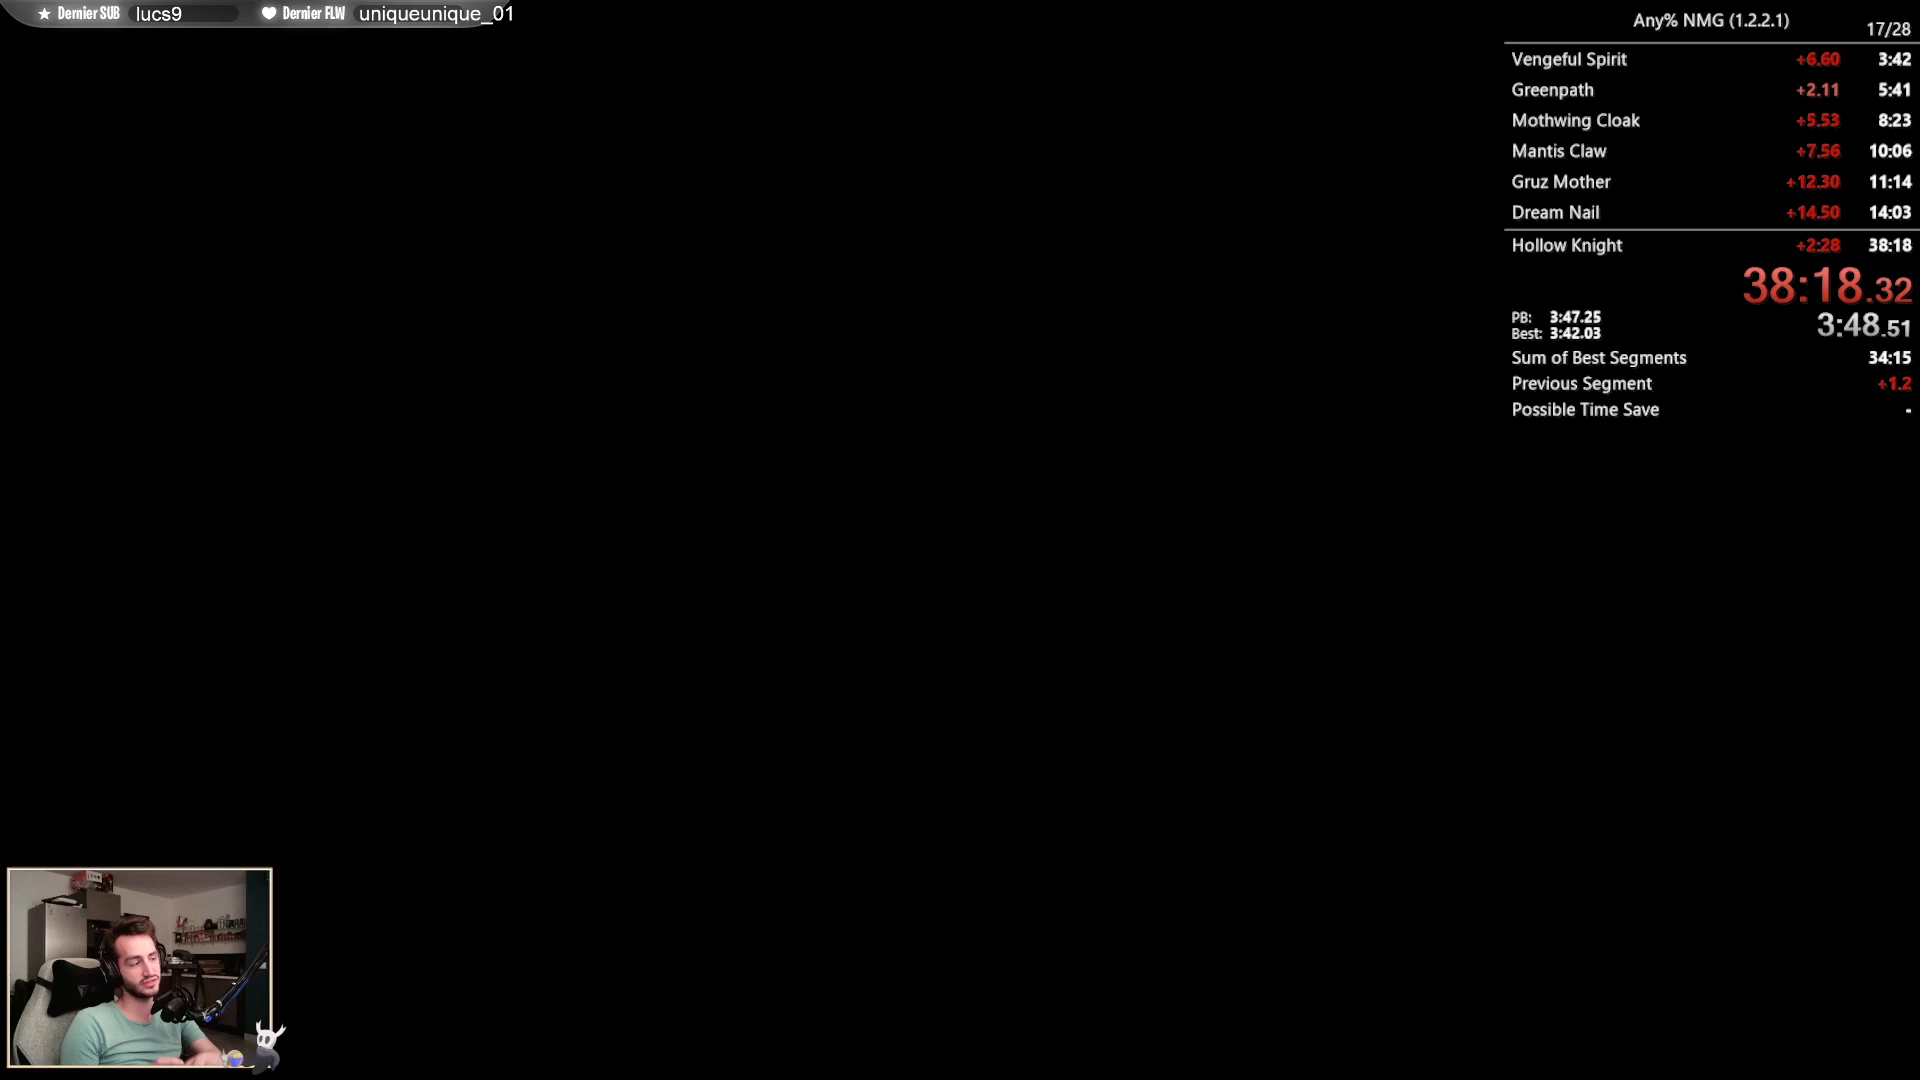 Dernier SUB lucs9 Dernier FLW uniqueunique_01
Any% NMG (1.2.2.1)
17/28
Vengeful Spirit +6.60 3:42
Greenpath +2.11 5:41
Mothwing Cloak +5.53 8:23
Mantis Claw +7.56 10:06
Gruz Mother +12.30 11:14
Dream Nail +14.50 14:03
Hollow Knight +2:28 38:18
38:18.32
PB: 3:47.25
3:48.51
Best: 3:42.03
Sum of Best Segments 34:15
Previous Segment +1.2
Possible Time Save -